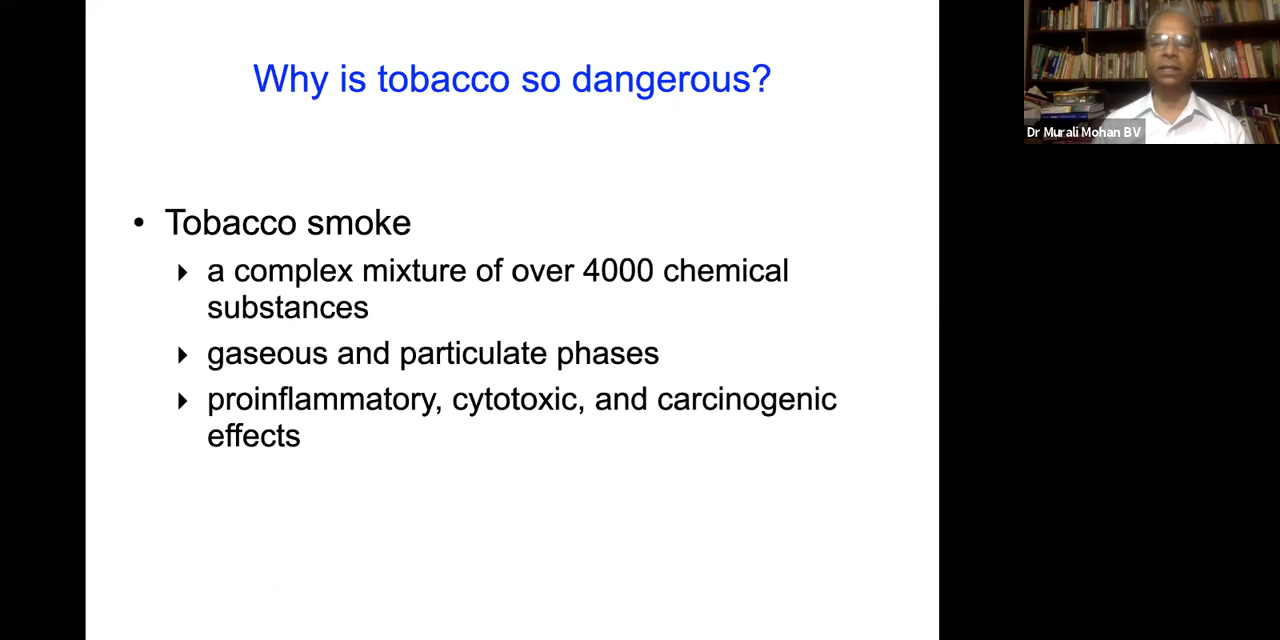 Why is tobacco so dangerous?
Dr Murali Mohan BV
• Tobacco smoke
a complex mixture of over 4000 chemical
substances
gaseous and particulate phases
proinflammatory, cytotoxic, and carcinogenic
effects